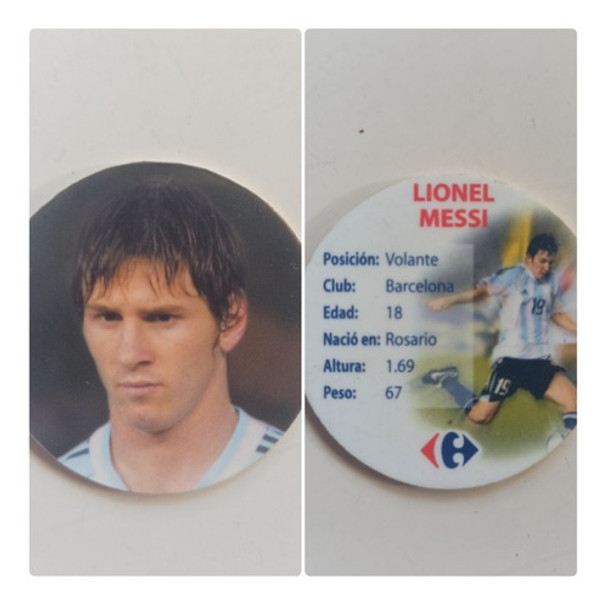 LIONEL
MESSI
Posición: Volante
Club: Barcelona
Edad: 18
Nació en: Rosario
Altura: 1.69
Peso: 67
19
19